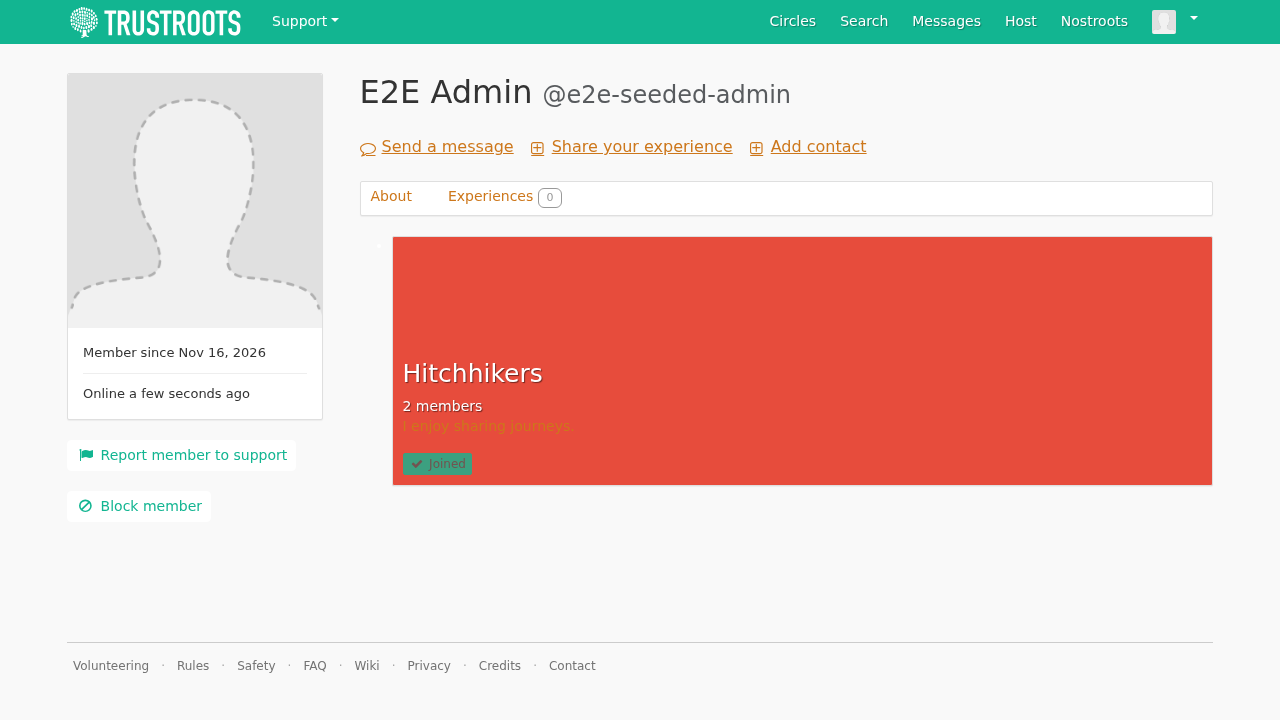 TRUSTROOTS Support Circles Search Messages Host Nostroots
E2E Admin @e2e-seeded-admin
Send a message Share your experience Add contact
About Experiences 0
Member since Nov 16, 2026
Online a few seconds ago
Report member to support
Block member
Hitchhikers
2 members
I enjoy sharing journeys.
Joined
Volunteering · Rules · Safety · FAQ · Wiki · Privacy · Credits · Contact